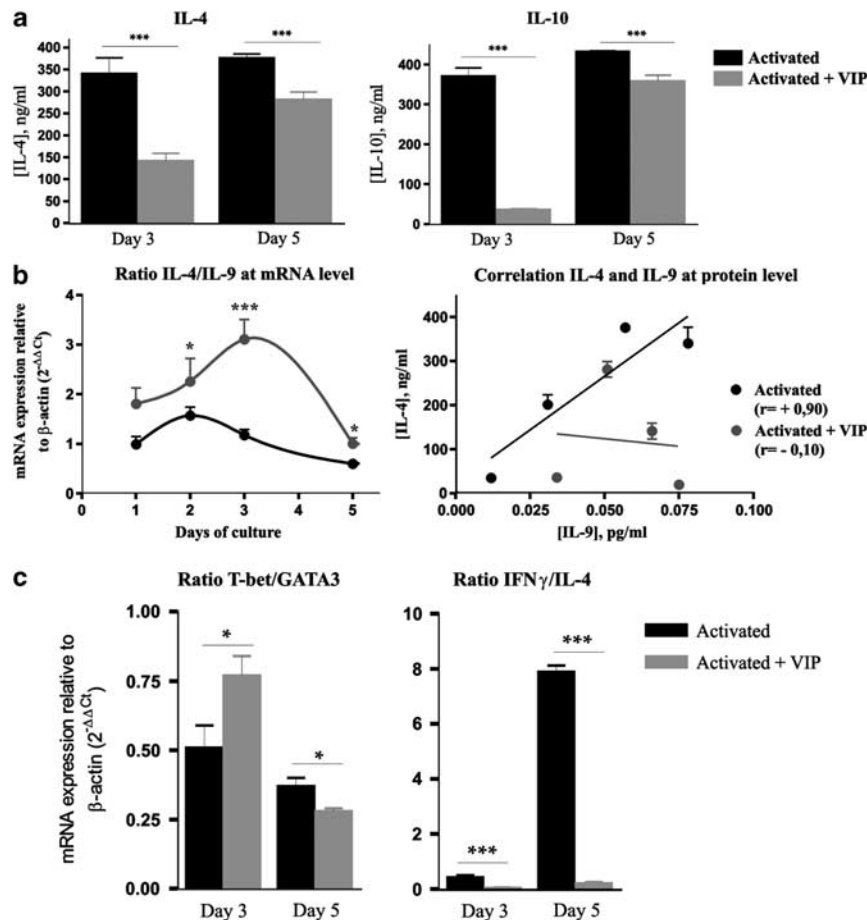 a
IL-4
IL-10
***
***
***
***
Activated
Activated + VIP
[IL-4], ng/ml
400
350
300
250
200
150
100
50
0
Day 3
Day 5
[IL-10], ng/ml
400
300
200
100
0
Day 3
Day 5
b
Ratio IL-4/IL-9 at mRNA level
Correlation IL-4 and IL-9 at protein level
mRNA expression relative
to β-actin (2^-ΔΔCt)
4
3
2
1
0
*
***
*
0
1
2
3
4
5
Days of culture
[IL-4], ng/ml
400
300
200
100
0
0.000
0.025
0.050
0.075
0.100
[IL-9], pg/ml
Activated
(r= + 0,90)
Activated + VIP
(r= - 0,10)
c
Ratio T-bet/GATA3
Ratio IFNγ/IL-4
mRNA expression relative to
β-actin (2^-ΔΔCt)
1.00
0.75
0.50
0.25
0.00
*
*
Day 3
Day 5
10
8
6
4
2
0
***
***
Day 3
Day 5
Activated
Activated + VIP